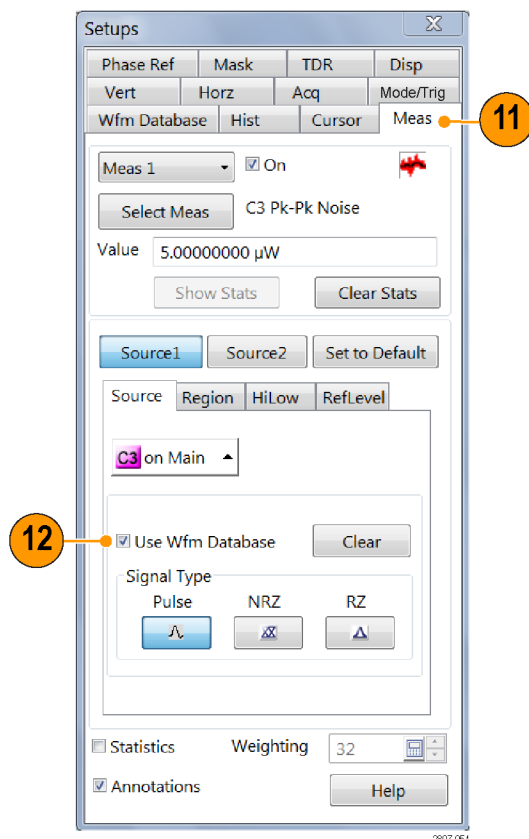 Setups
Phase Ref Mask TDR Disp
Vert Horz Acq Mode/Trig
Wfm Database Hist Cursor Meas
11
Meas 1 On
Select Meas C3 Pk-Pk Noise
Value 5.00000000 µW
Show Stats Clear Stats
Source1 Source2 Set to Default
Source Region HiLow RefLevel
C3 on Main
12
Use Wfm Database Clear
Signal Type
Pulse NRZ RZ
Statistics Weighting 32
Annotations Help
2807-051